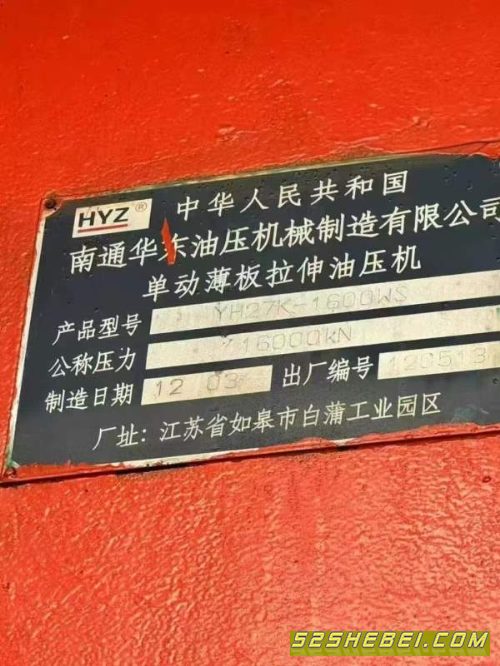 HYZ®
中华人民共和国
南通华东油压机械制造有限公司
单动薄板拉伸油压机
产品型号 YH27K-1600WS
公称压力 16000kN
制造日期 12 03 出厂编号 120513
厂址：江苏省如皋市白蒲工业园区
52SHEBEI.COM